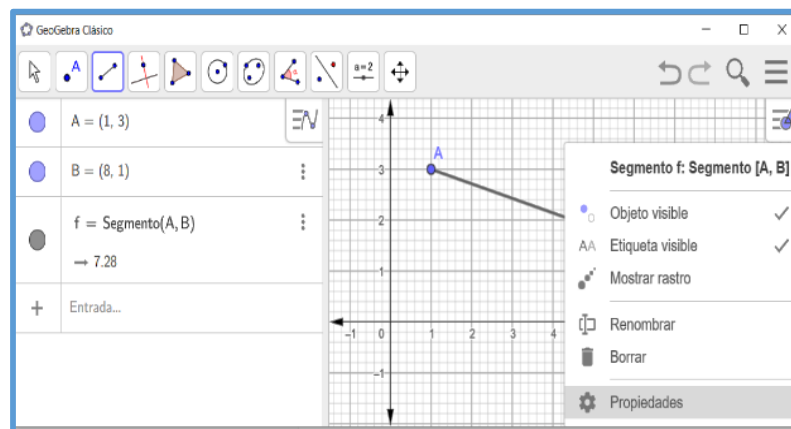 GeoGebra Clásico
A
a=2
A = (1, 3)
B = (8, 1)
f = Segmento(A, B)
→ 7.28
+ Entrada...
4
3
2
1
-1
-1 0 1 2 3 4
A
Segmento f: Segmento [A, B]
Objeto visible
AA Etiqueta visible
Mostrar rastro
Renombrar
Borrar
Propiedades